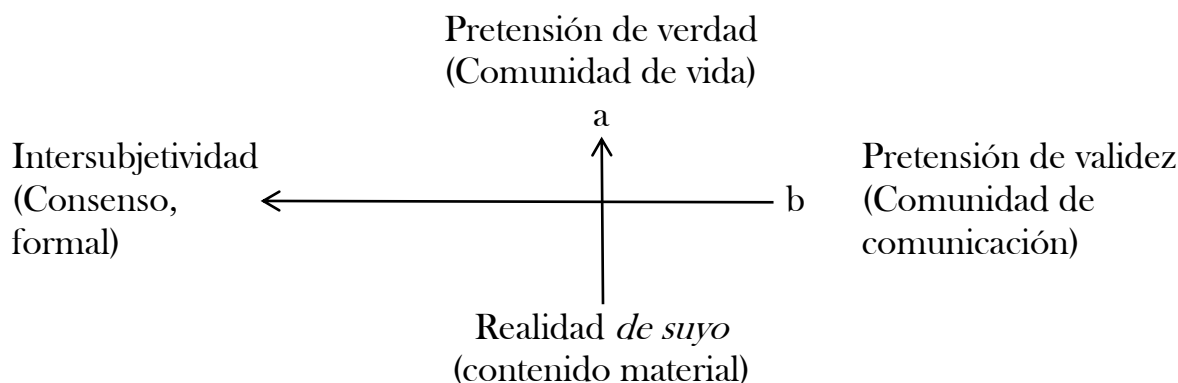 Pretensión de verdad
(Comunidad de vida)
a
Intersubjetividad
(Consenso,
formal)
b
Pretensión de validez
(Comunidad de
comunicación)
Realidad de suyo
(contenido material)